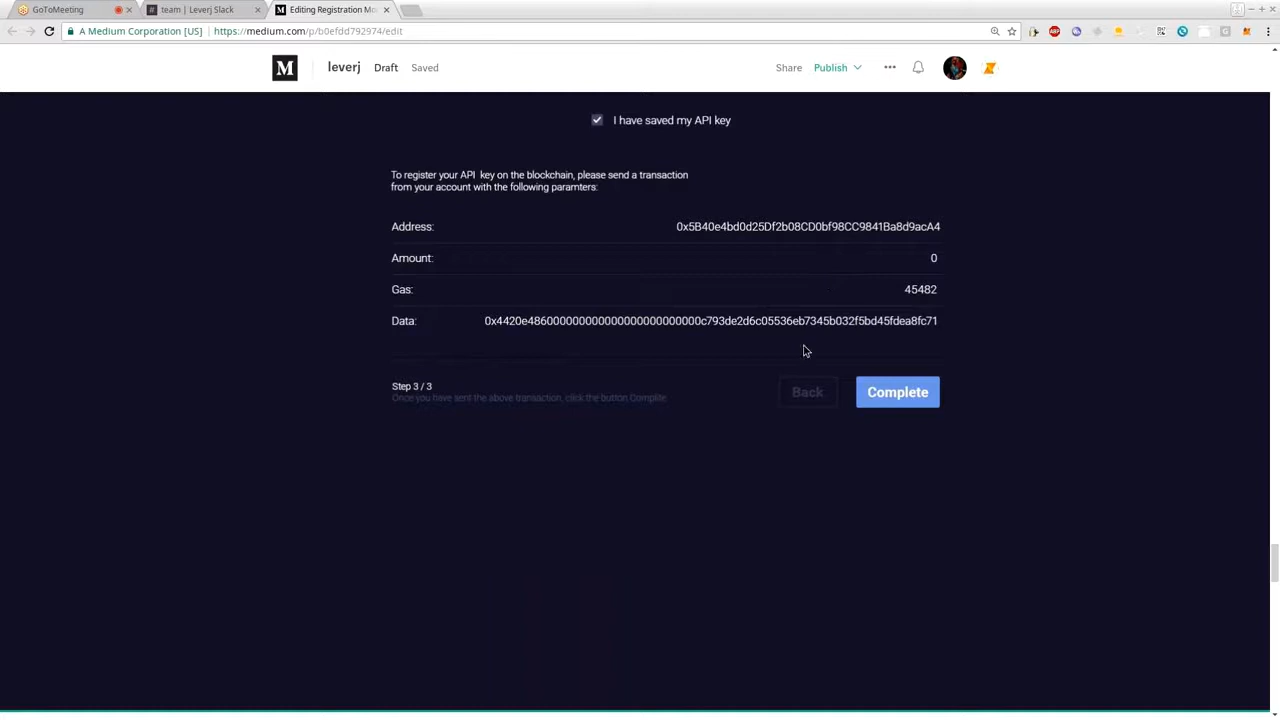 GoToMeeting
# team | Leverj Slack
M Editing Registration Mo
A Medium Corporation [US] | https://medium.com/p/b0efdd792974/edit
M leverj Draft Saved Share Publish
I have saved my API key
To register your API key on the blockchain, please send a transaction
from your account with the following paramters:
Address: 0x5B40e4bd0d25Df2b08CD0bf98CC9841Ba8d9acA4
Amount: 0
Gas: 45482
Data: 0x4420e486000000000000000000000000c793de2d6c05536eb7345b032f5bd45fdea8fc71
Step 3 / 3
Once you have sent the above transaction, click the button Complite
Back Complete